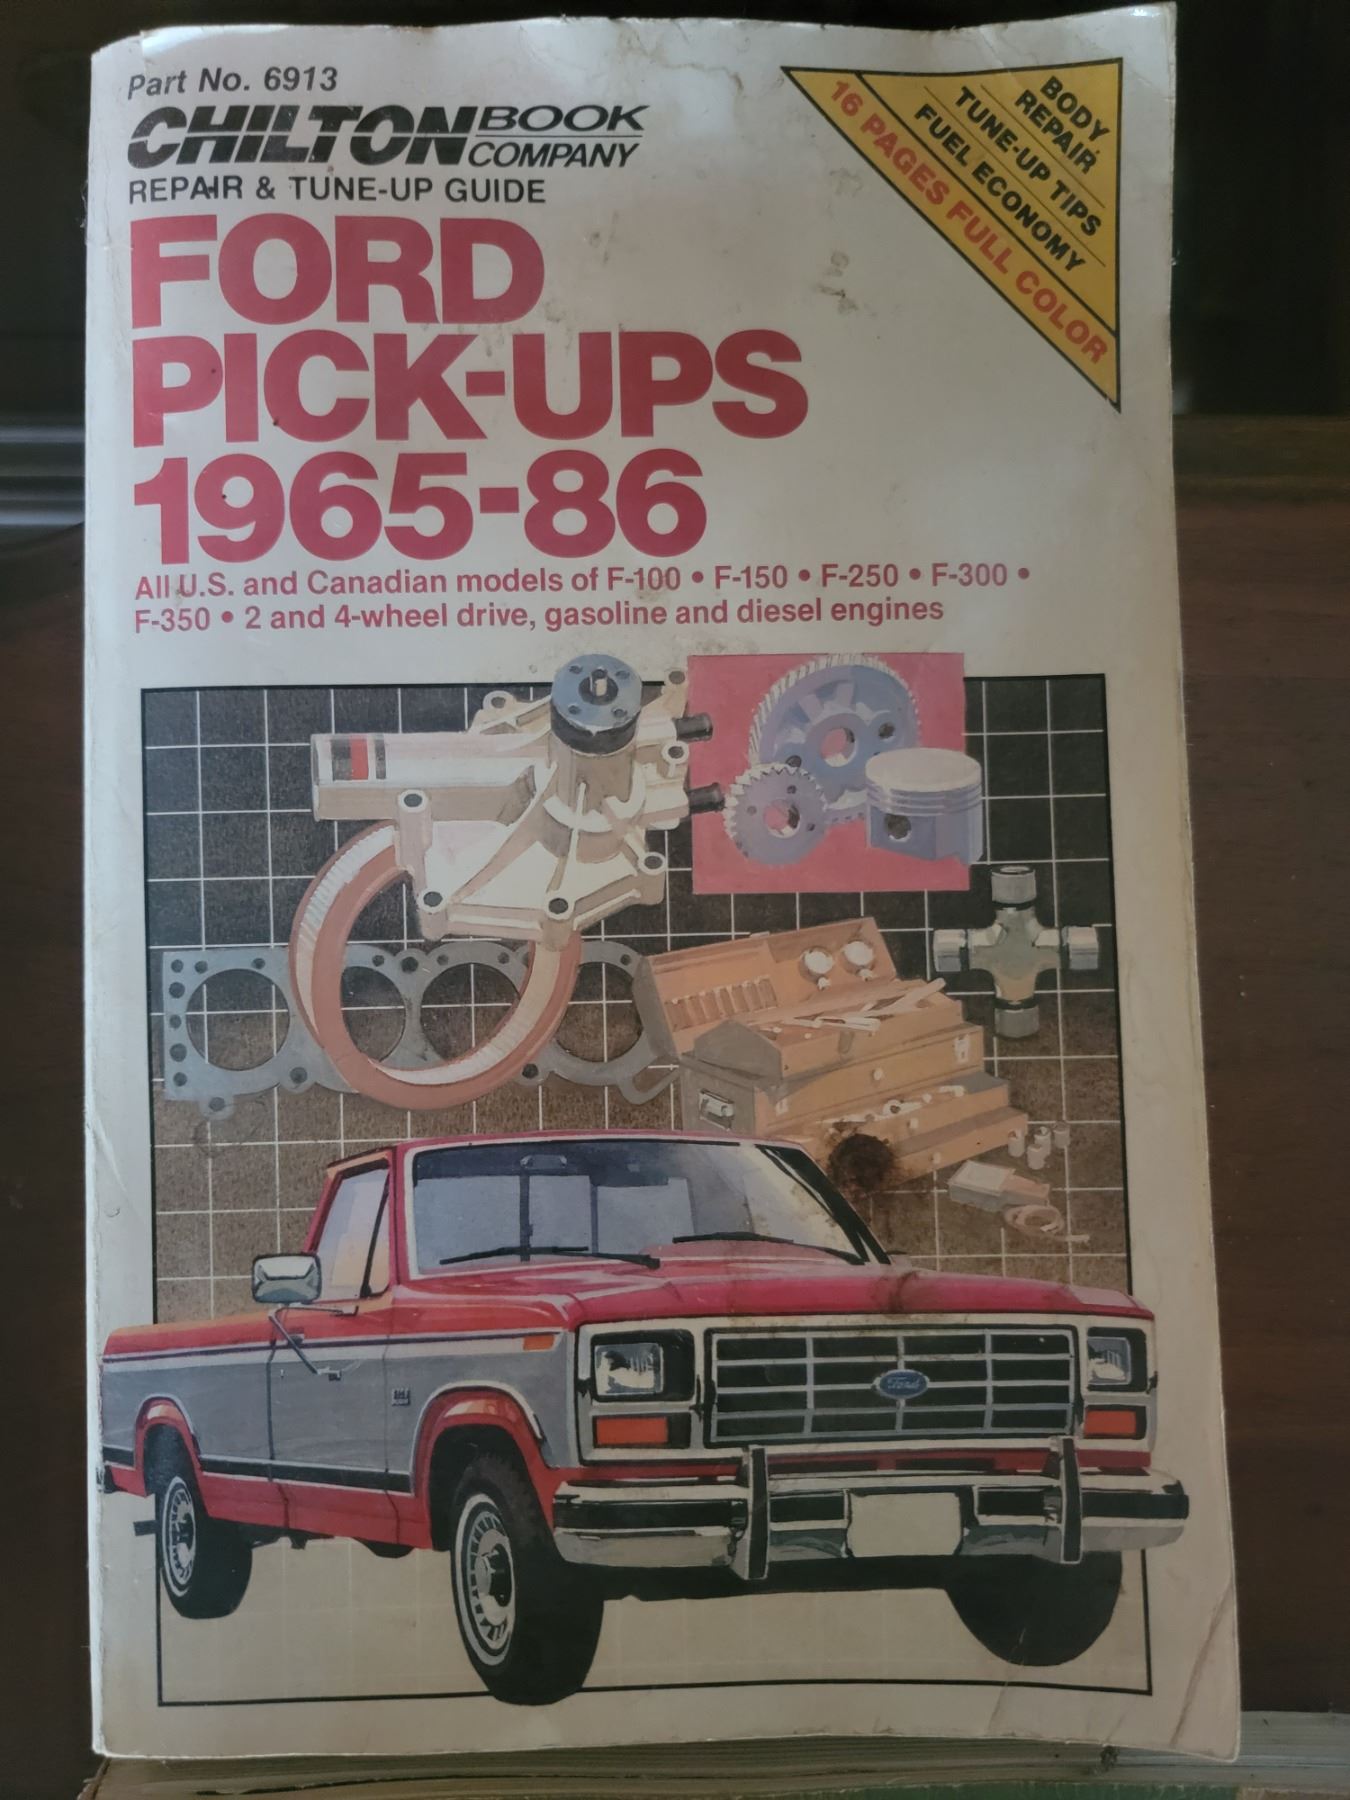 Part No. 6913
CHILTON BOOK COMPANY
REPAIR & TUNE-UP GUIDE
FORD
PICK-UPS
1965-86
All U.S. and Canadian models of F-100 • F-150 • F-250 • F-300 •
F-350 • 2 and 4-wheel drive, gasoline and diesel engines
BODY
REPAIR
TUNE-UP TIPS
FUEL ECONOMY
16 PAGES FULL COLOR
Ford